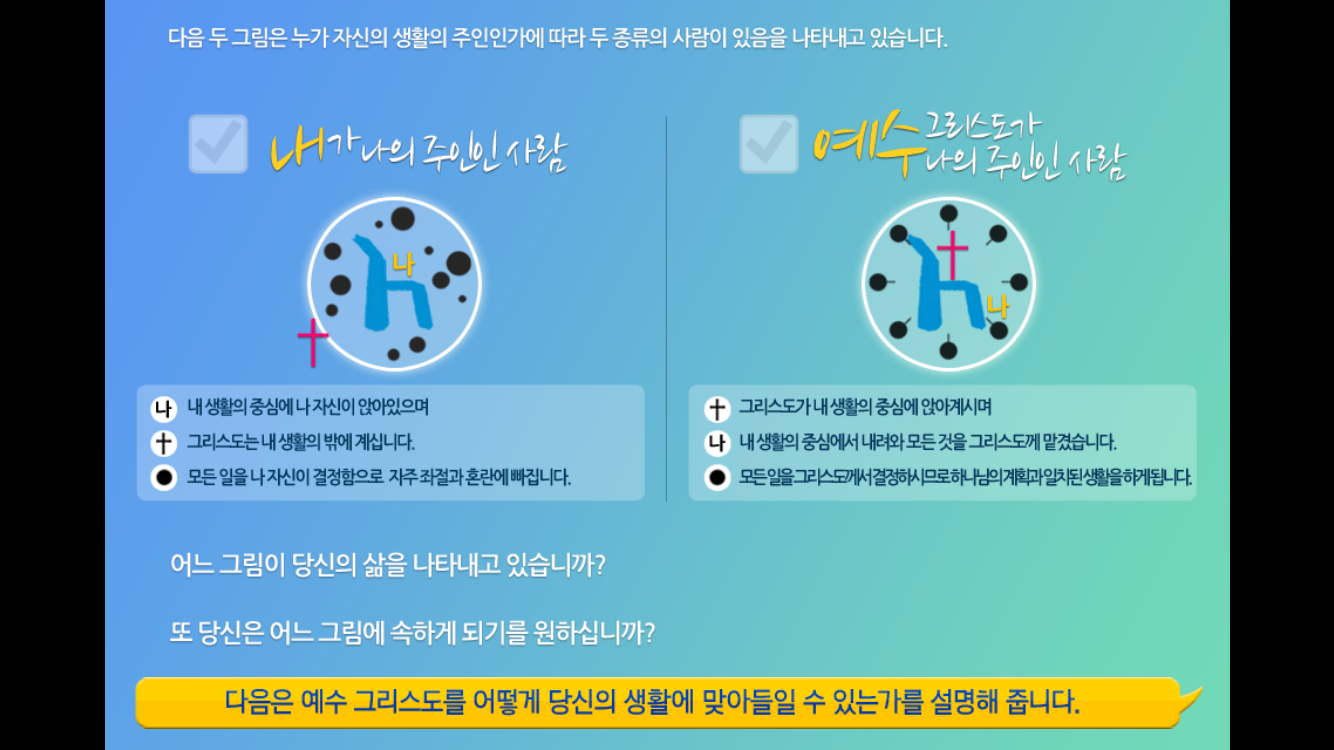 다음 두 그림은 누가 자신의 생활의 주인인가에 따라 두 종류의 사람이 있음을 나타내고 있습니다.
내가 나의 주인인 사람
나
나 내 생활의 중심에 나 자신이 앉아있으며
그리스도는 내 생활의 밖에 계십니다.
모든 일을 나 자신이 결정함으로 자주 좌절과 혼란에 빠집니다.
예수 그리스도가
나의 주인인 사람
나
그리스도가 내 생활의 중심에 앉아계시며
나 내 생활의 중심에서 내려와 모든 것을 그리스도께 맡겼습니다.
모든 일을 그리스도께서 결정하시므로 하나님의 계획과 일치된 생활을 하게 됩니다.
어느 그림이 당신의 삶을 나타내고 있습니까?
또 당신은 어느 그림에 속하게 되기를 원하십니까?
다음은 예수 그리스도를 어떻게 당신의 생활에 맞아들일 수 있는가를 설명해 줍니다.